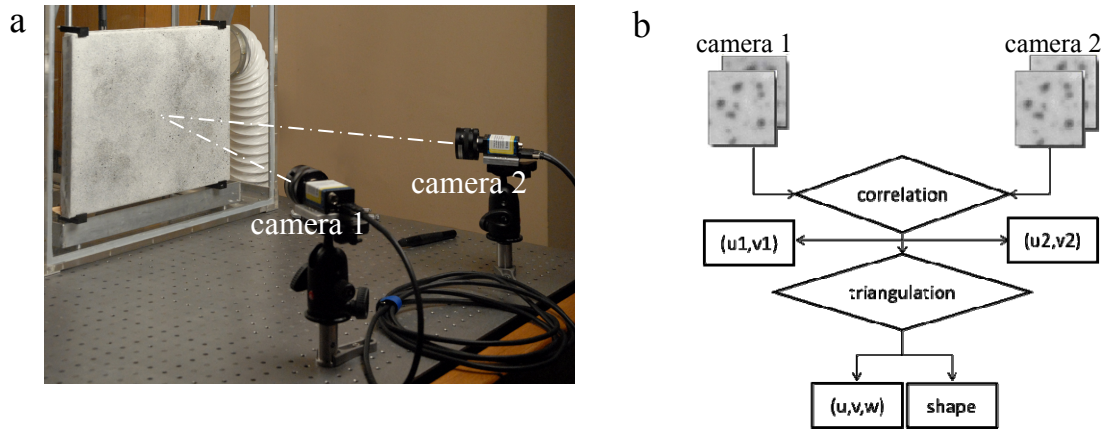 a
camera 2
camera 1
b
camera 1
camera 2
correlation
(u1,v1)
(u2,v2)
triangulation
(u,v,w)
shape